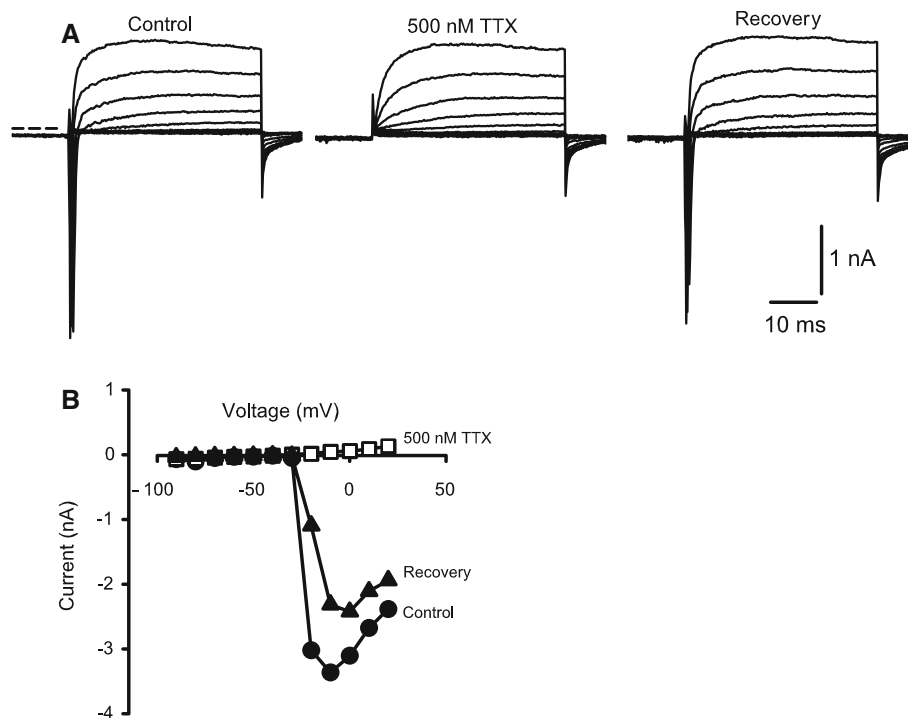 A
Control
500 nM TTX
Recovery
1 nA
10 ms
B
Voltage (mV)
Current (nA)
1
0
-1
-2
-3
-4
-100
-50
0
50
500 nM TTX
Recovery
Control